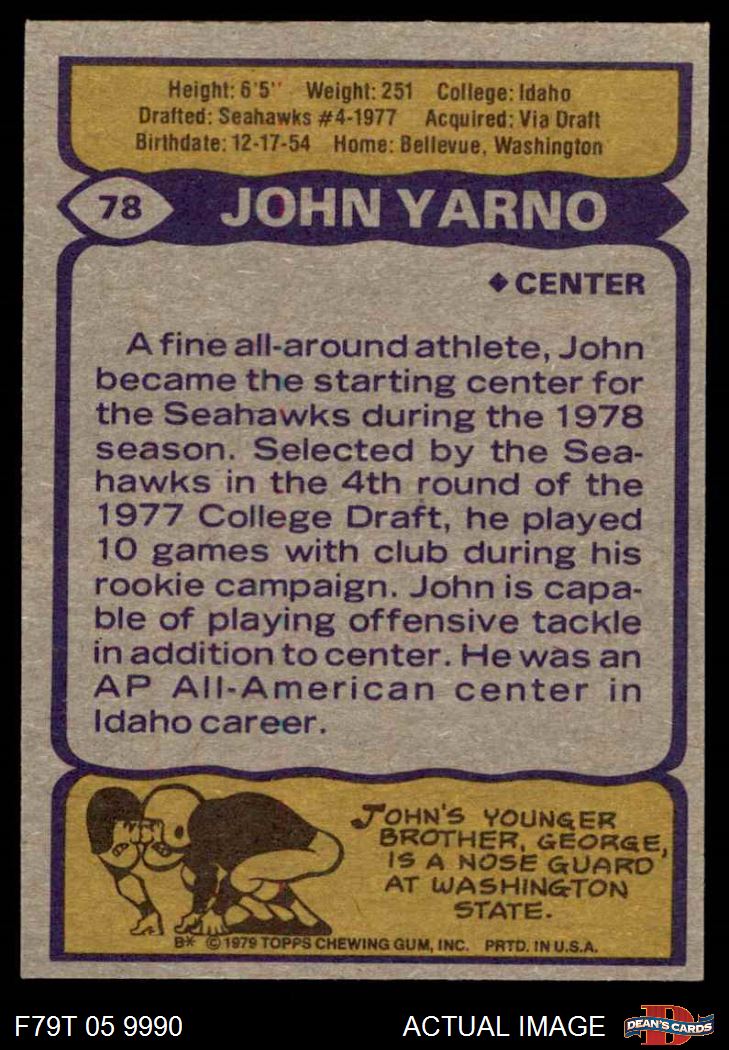 Height: 6'5" Weight: 251 College: Idaho
Drafted: Seahawks #4-1977 Acquired: Via Draft
Birthdate: 12-17-54 Home: Bellevue, Washington
78 JOHN YARNO
◆ CENTER
A fine all-around athlete, John
became the starting center for
the Seahawks during the 1978
season. Selected by the Sea-
hawks in the 4th round of the
1977 College Draft, he played
10 games with club during his
rookie campaign. John is capa-
ble of playing offensive tackle
in addition to center. He was an
AP All-American center in
Idaho career.
JOHN'S YOUNGER
BROTHER, GEORGE,
IS A NOSE GUARD
AT WASHINGTON
STATE.
B* © 1979 TOPPS CHEWING GUM, INC. PRTD. IN U.S.A.
F79T 05 9990 ACTUAL IMAGE D DEAN'S CARDS